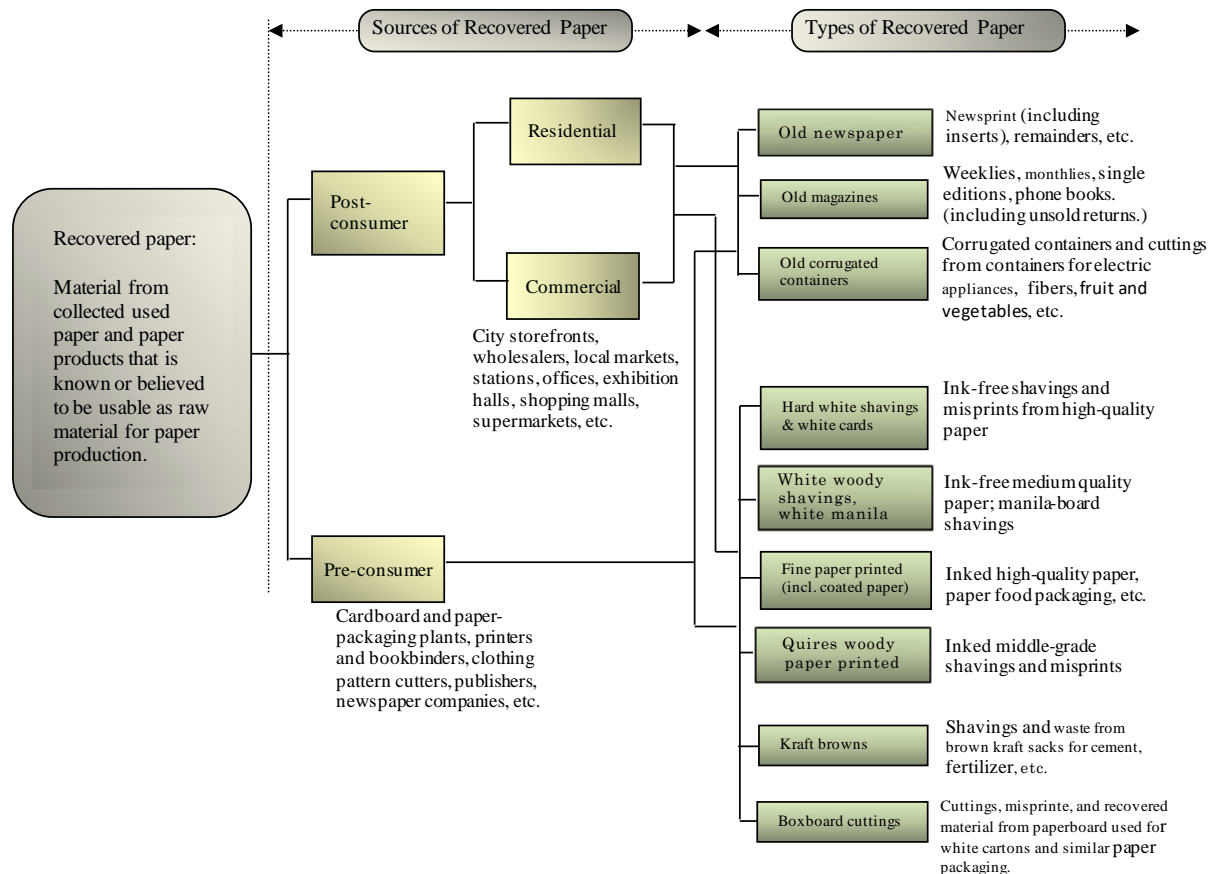 Sources of Recovered Paper
Types of Recovered Paper
Recovered paper:
Material from
collected used
paper and paper
products that is
known or believed
to be usable as raw
material for paper
production.
Post-
consumer
Residential
Commercial
City storefronts,
wholesalers, local markets,
stations, offices, exhibition
halls, shopping malls,
supermarkets, etc.
Pre-consumer
Cardboard and paper-
packaging plants, printers
and bookbinders, clothing
pattern cutters, publishers,
newspaper companies, etc.
Old newspaper
Newsprint (including
inserts), remainders, etc.
Old magazines
Weeklies, monthlies, single
editions, phone books.
(including unsold returns.)
Old corrugated
containers
Corrugated containers and cuttings
from containers for electric
appliances, fibers, fruit and
vegetables, etc.
Hard white shavings
& white cards
Ink-free shavings and
misprints from high-quality
paper
White woody
shavings,
white manila
Ink-free medium quality
paper; manila-board
shavings
Fine paper printed
(incl. coated paper)
Inked high-quality paper,
paper food packaging, etc.
Quires woody
paper printed
Inked middle-grade
shavings and misprints
Kraft browns
Shavings and waste from
brown kraft sacks for cement,
fertilizer, etc.
Boxboard cuttings
Cuttings, misprinte, and recovered
material from paperboard used for
white cartons and similar paper
packaging.